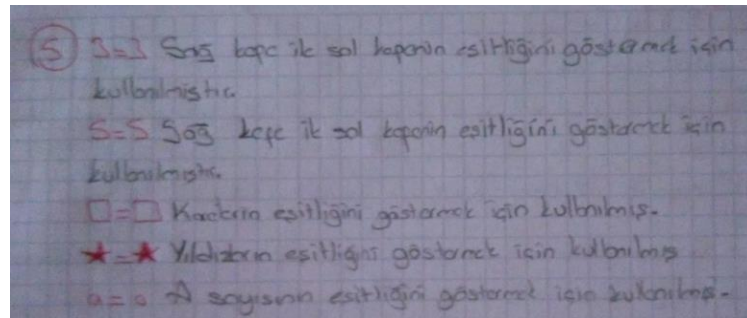 5 3=3 Sağ kefe ile sol kefenin eşitliğini göstermek için
kullanılmıştır.
5=5 Sağ kefe ile sol kefenin eşitliğini göstermek için
kullanılmıştır.
□=□ Karelerin eşitliğini göstermek için kullanılmış.
★=★ Yıldızların eşitliğini göstermek için kullanılmış
a=a A sayısının eşitliğini göstermek için kullanılmış.